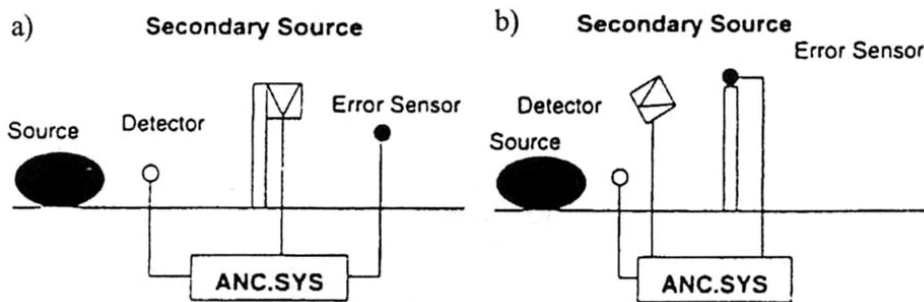 a)
Secondary Source
Source
Detector
Error Sensor
ANC.SYS
b)
Secondary Source
Error Sensor
Detector
Source
ANC.SYS